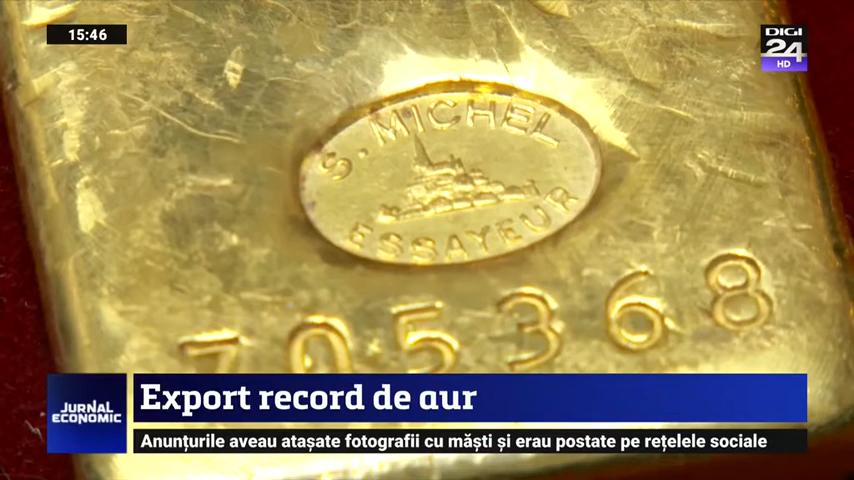 15:46
DIGI
24
HD
S. MICHEL
ESSAYEUR
705368
JURNAL
ECONOMIC
Export record de aur
Anunțurile aveau atașate fotografii cu măști și erau postate pe rețelele sociale